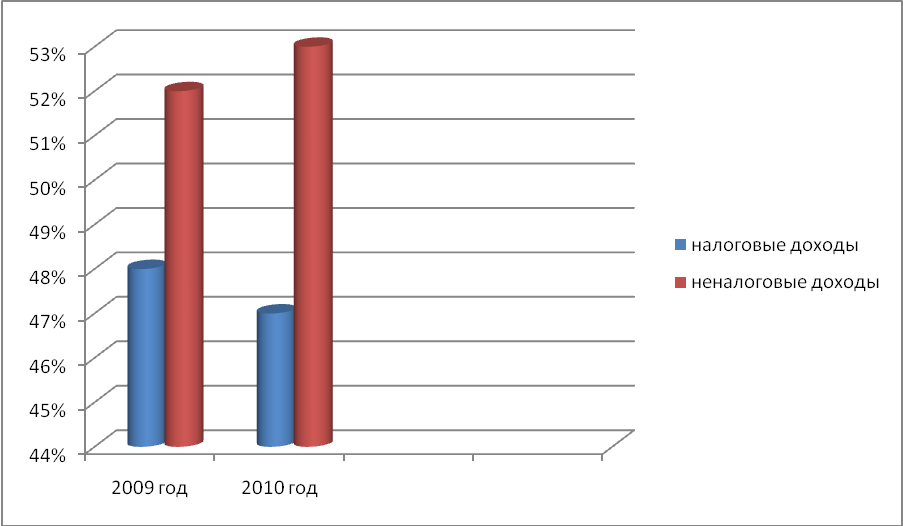 53%
52%
51%
50%
49%
48%
47%
46%
45%
44%
2009 год
2010 год
налоговые доходы
неналоговые доходы